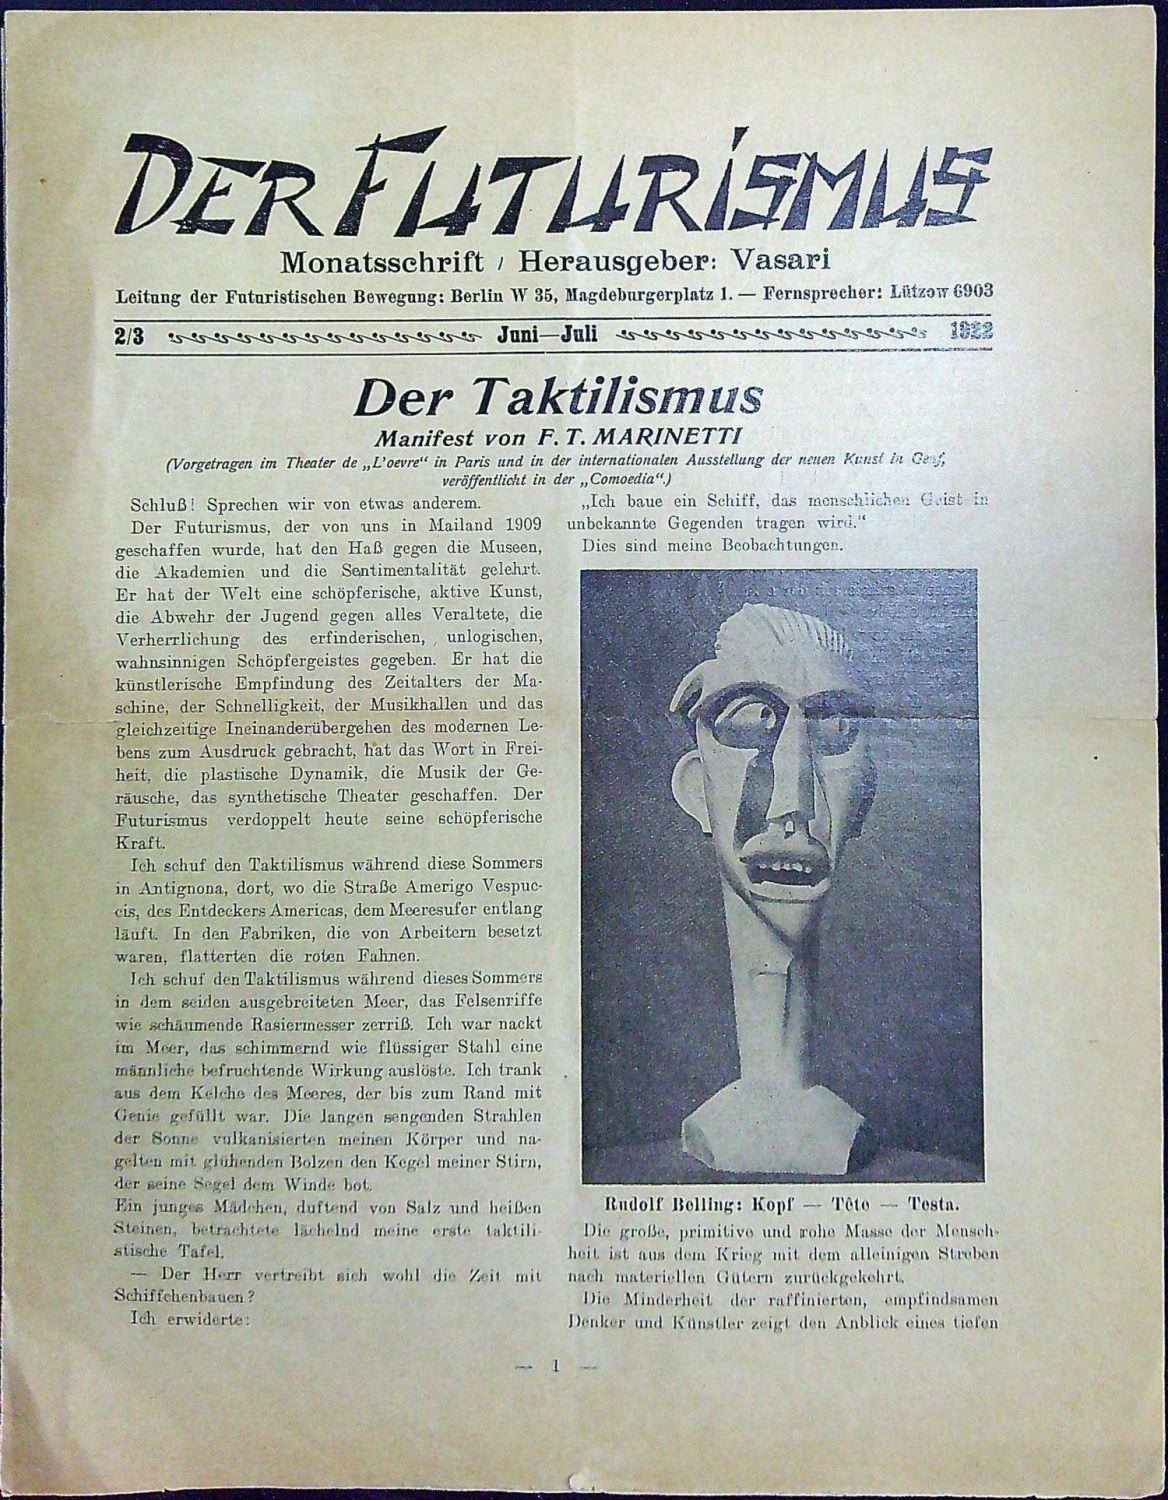 DER FUTURISMUS
Monatsschrift / Herausgeber: Vasari
Leitung der Futuristischen Bewegung: Berlin W 35, Magdeburgerplatz 1. — Fernsprecher: Lützow 6903
2/3 Juni—Juli 1922
Der Taktilismus
Manifest von F. T. MARINETTI
(Vorgetragen im Theater de „L'oevre“ in Paris und in der internationalen Ausstellung der neuen Kunst in Genf,
veröffentlicht in der „Comoedia“.)
Schluß! Sprechen wir von etwas anderem.
Der Futurismus, der von uns in Mailand 1909
geschaffen wurde, hat den Haß gegen die Museen,
die Akademien und die Sentimentalität gelehrt.
Er hat der Welt eine schöpferische, aktive Kunst,
die Abwehr der Jugend gegen alles Veraltete, die
Verherrlichung des erfinderischen, unlogischen,
wahnsinnigen Schöpfergeistes gegeben. Er hat die
künstlerische Empfindung des Zeitalters der Ma-
schine, der Schnelligkeit, der Musikhallen und das
gleichzeitige Ineinanderübergehen des modernen Le-
bens zum Ausdruck gebracht, hat das Wort in Frei-
heit, die plastische Dynamik, die Musik der Ge-
räusche, das synthetische Theater geschaffen. Der
Futurismus verdoppelt heute seine schöpferische
Kraft.
Ich schuf den Taktilismus während diese Sommers
in Antignona, dort, wo die Straße Amerigo Vespuc-
cis, des Entdeckers Americas, dem Meeresufer entlang
läuft. In den Fabriken, die von Arbeitern besetzt
waren, flatterten die roten Fahnen.
Ich schuf den Taktilismus während dieses Sommers
in dem seiden ausgebreiteten Meer, das Felsenriffe
wie schäumende Rasiermesser zerriß. Ich war nackt
im Meer, das schimmernd wie flüssiger Stahl eine
männliche befruchtende Wirkung auslöste. Ich trank
aus dem Kelche des Meeres, der bis zum Rand mit
Genie gefüllt war. Die langen sengenden Strahlen
der Sonne vulkanisierten meinen Körper und na-
gelten mit glühenden Bolzen den Kegel meiner Stirn,
der seine Segel dem Winde bot.
Ein junges Mädchen, duftend von Salz und heißen
Steinen, betrachtete lächelnd meine erste taktili-
stische Tafel.
— Der Herr vertreibt sich wohl die Zeit mit
Schiffchenbauen?
Ich erwiderte:
„Ich baue ein Schiff, das menschlichen Geist in
unbekannte Gegenden tragen wird.“
Dies sind meine Beobachtungen.
Rudolf Belling: Kopf — Tête — Testa.
Die große, primitive und rohe Masse der Mensch-
heit ist aus dem Krieg mit dem alleinigen Streben
nach materiellen Gütern zurückgekehrt.
Die Minderheit der raffinierten, empfindsamen
Denker und Künstler zeigt den Anblick eines tiefen
— 1 —